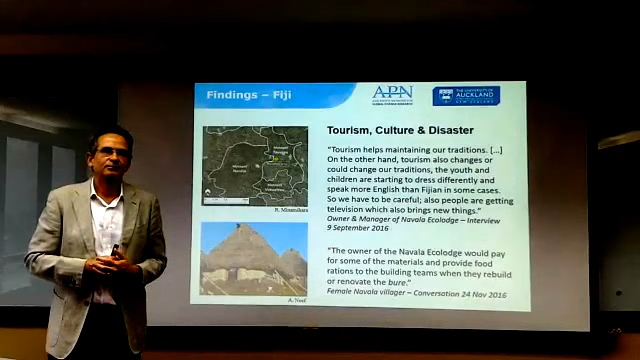 Findings – Fiji
APN
GLOBAL CHANGE RESEARCH
THE UNIVERSITY OF
AUCKLAND
NEW ZEALAND
Tourism, Culture & Disaster
"Tourism helps maintaining our traditions. [...]
On the other hand, tourism also changes or
could change our traditions, the youth and
children are starting to dress differently and
speak more English than Fijian in some cases.
So we have to be careful; also people are getting
television which also brings new things."
Owner & Manager of Navala Ecolodge – Interview
9 September 2016
"The owner of the Navala Ecolodge would pay
for some of the materials and provide food
rations to the building teams when they rebuild
or renovate the bure."
Female Navala villager – Conversation 24 Nov 2016
A. Neef